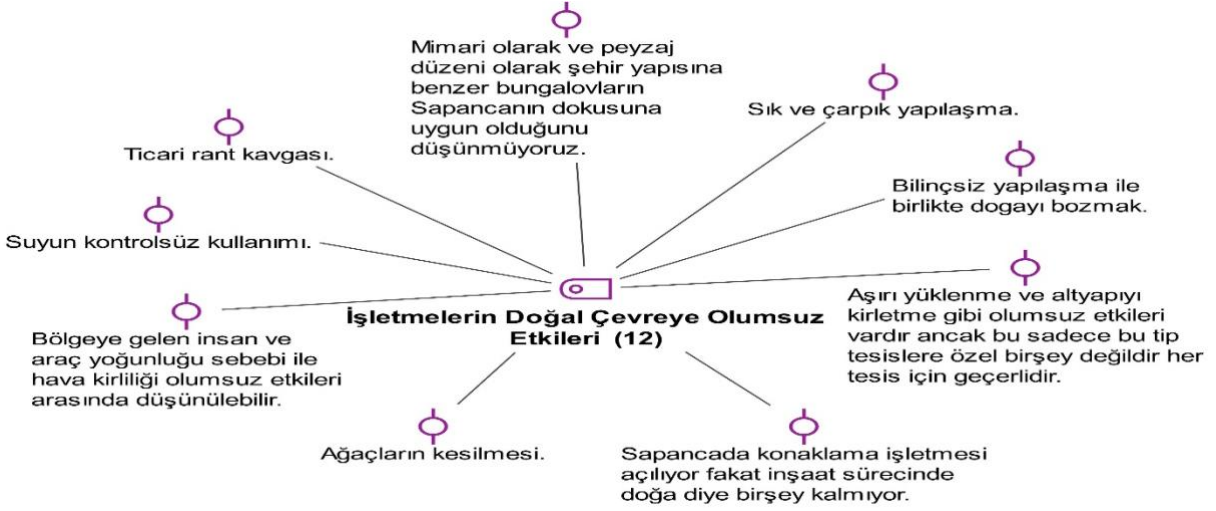 Mimari olarak ve peyzaj
düzeni olarak şehir yapısına
benzer bungalovların
Sapancanın dokusuna
uygun olduğunu
düşünmüyoruz.
Sık ve çarpık yapılaşma.
Ticari rant kavgası.
Bilinçsiz yapılaşma ile
birlikte dogayı bozmak.
Suyun kontrolsüz kullanımı.
Aşırı yüklenme ve altyapıyı
kirletme gibi olumsuz etkileri
vardır ancak bu sadece bu tip
tesislere özel birşey değildir her
tesis için geçerlidir.
İşletmelerin Doğal Çevreye Olumsuz
Etkileri (12)
Bölgeye gelen insan ve
araç yoğunluğu sebebi ile
hava kirliliği olumsuz etkileri
arasında düşünülebilir.
Ağaçların kesilmesi.
Sapancada konaklama işletmesi
açılıyor fakat inşaat sürecinde
doğa diye birşey kalmıyor.